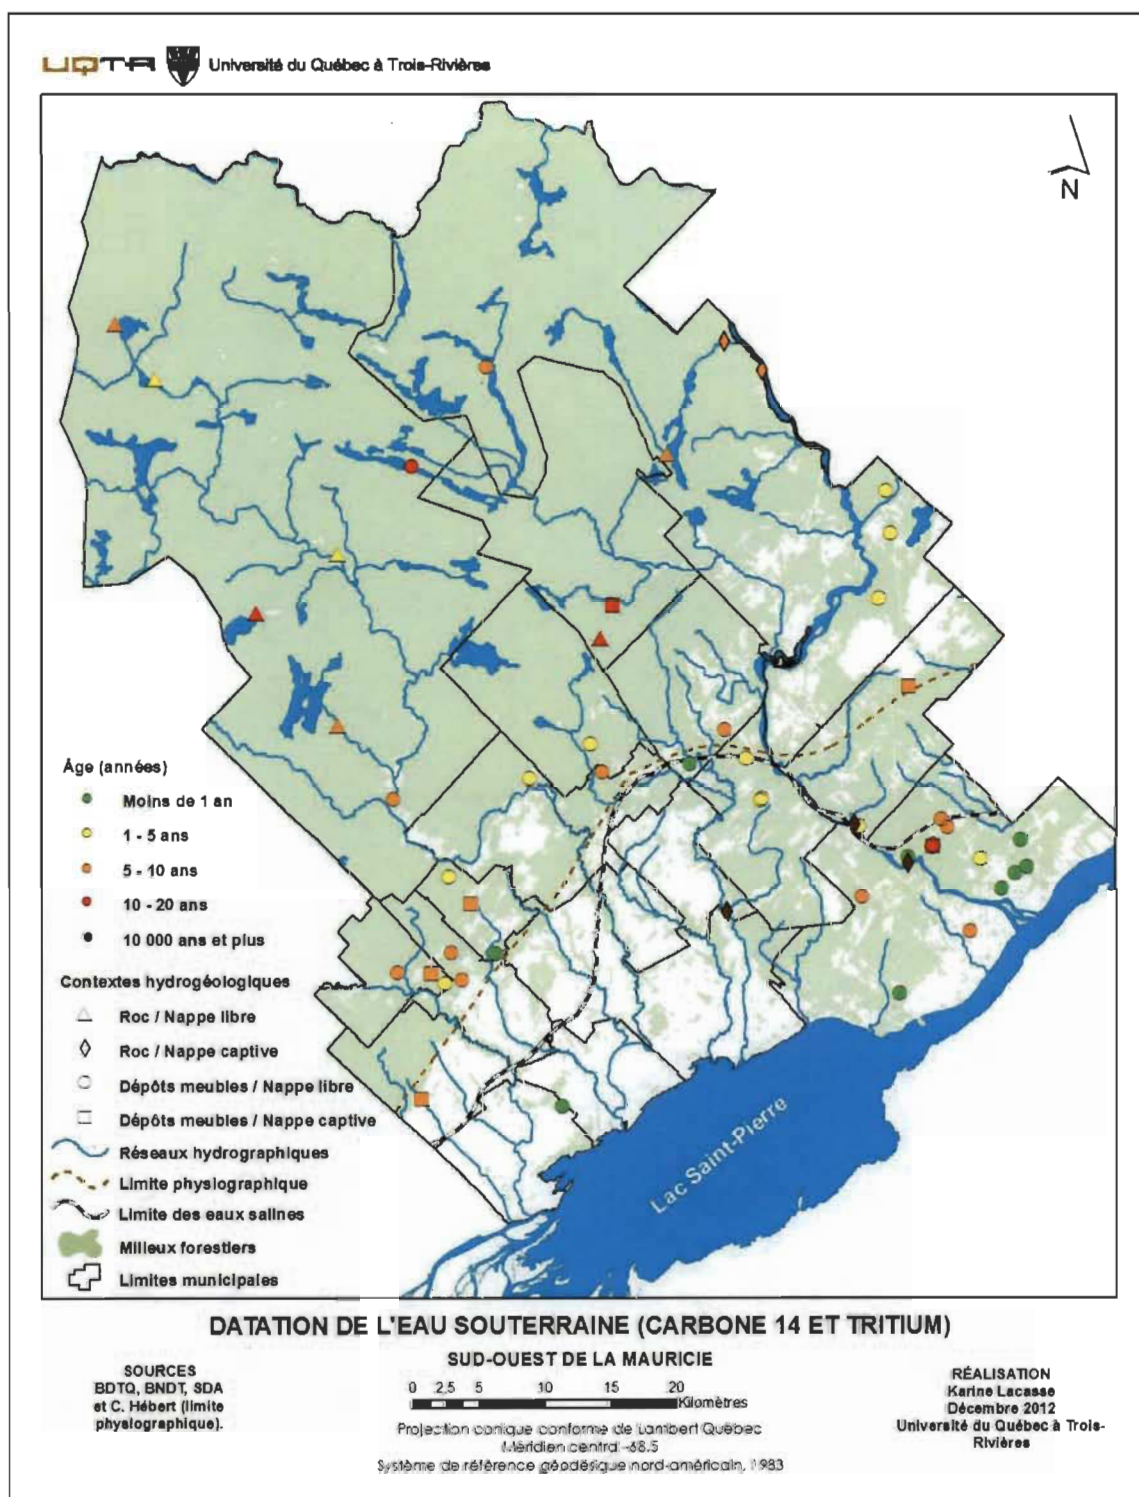 UQTR Université du Québec à Trois-Rivières
N
Âge (années)
Moins de 1 an
1 - 5 ans
5 - 10 ans
10 - 20 ans
10 000 ans et plus
Contextes hydrogéologiques
Roc / Nappe libre
Roc / Nappe captive
Dépôts meubles / Nappe libre
Dépôts meubles / Nappe captive
Réseaux hydrographiques
Limite physiographique
Limite des eaux salines
Milieux forestiers
Limites municipales
Lac Saint-Pierre
DATATION DE L'EAU SOUTERRAINE (CARBONE 14 ET TRITIUM)
SUD-OUEST DE LA MAURICIE
SOURCES
BDTQ, BNDT, SDA
et C. Hébert (limite
physiographique).
0 2,5 5 10 15 20
Kilomètres
Projection conique conforme de Lambert Québec
Méridien central -68.5
Système de référence géodésique nord-américain, 1983
RÉALISATION
Karine Lacasse
Décembre 2012
Université du Québec à Trois-
Rivières